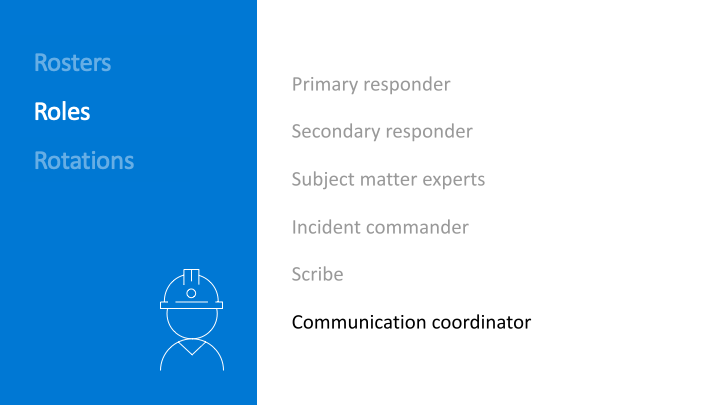 Rosters
Roles
Rotations
Primary responder
Secondary responder
Subject matter experts
Incident commander
Scribe
Communication coordinator